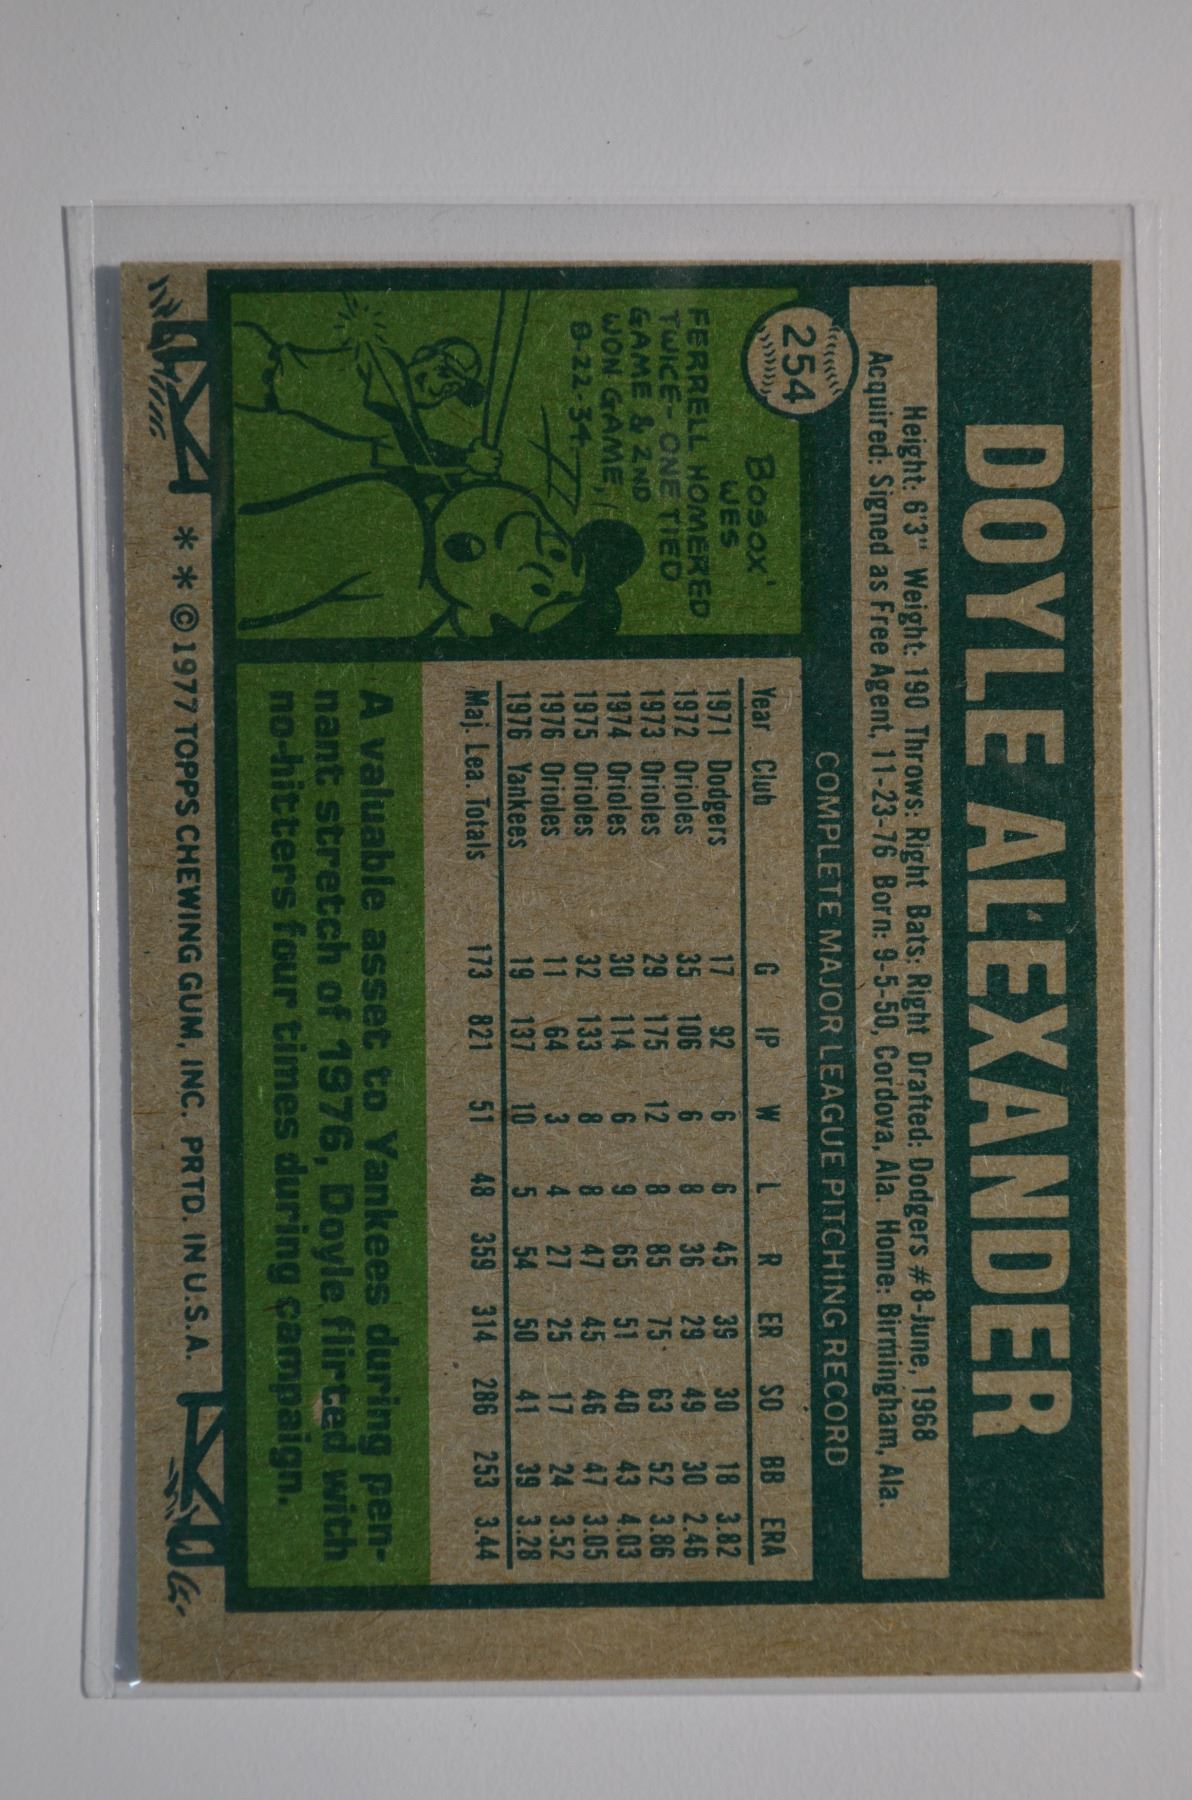 DOYLE ALEXANDER
Height: 6'3" Weight: 190 Throws: Right Bats: Right Drafted: Dodgers #8-June, 1968
Acquired: Signed as Free Agent, 11-23-76 Born: 9-5-50, Cordova, Ala. Home: Birmingham, Ala.
254
BOSOX'
WES
FERRELL HOMERED
TWICE-ONE TIED
GAME & 2ND
WON GAME,
8-22-34
COMPLETE MAJOR LEAGUE PITCHING RECORD
Year Club G IP W L R ER SO BB ERA
1971 Dodgers 17 92 6 6 45 39 30 18 3.82
1972 Orioles 35 106 6 8 36 29 49 30 2.46
1973 Orioles 29 175 12 8 85 75 63 52 3.86
1974 Orioles 30 114 6 9 65 51 40 43 4.03
1975 Orioles 32 133 8 8 47 45 46 47 3.05
1976 Orioles 11 64 3 4 27 25 17 24 3.52
1976 Yankees 19 137 10 5 54 50 41 39 3.28
Maj. Lea. Totals 173 821 51 48 359 314 286 253 3.44
A valuable asset to Yankees during pen-
nant stretch of 1976, Doyle flirted with
no-hitters four times during campaign.
* * © 1977 TOPPS CHEWING GUM, INC. PRTD. IN U.S.A.